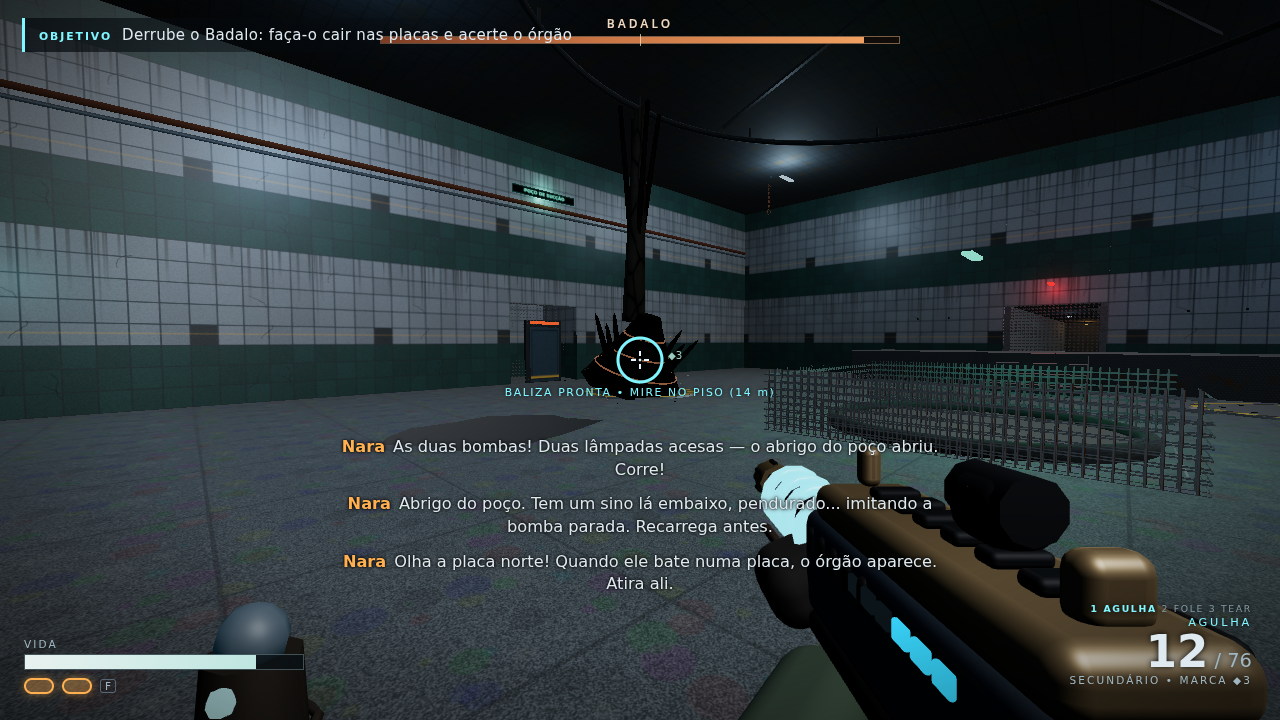 OBJETIVO Derrube o Badalo: faça-o cair nas placas e acerte o órgão
BADALO
POÇO DE SUCÇÃO
◆3
BALIZA PRONTA • MIRE NO PISO (14 m)
Nara As duas bombas! Duas lâmpadas acesas — o abrigo do poço abriu.
Corre!
Nara Abrigo do poço. Tem um sino lá embaixo, pendurado... imitando a
bomba parada. Recarrega antes.
Nara Olha a placa norte! Quando ele bate numa placa, o órgão aparece.
Atira ali.
VIDA
F
1 AGULHA 2 FOLE 3 TEAR
AGULHA
12 / 76
SECUNDÁRIO • MARCA ◆3